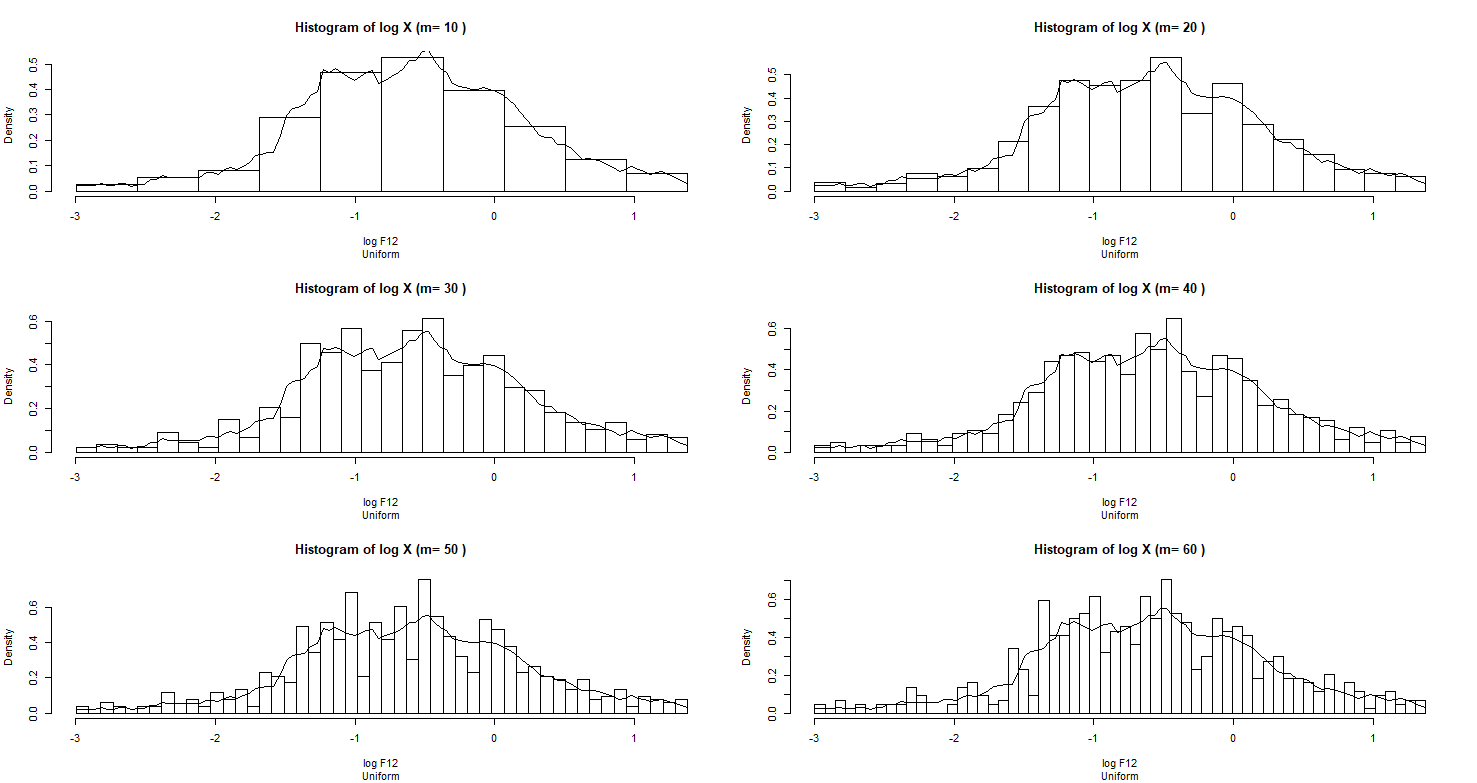 Histogram of log X (m= 10 )
Density
0.0 0.1 0.2 0.3 0.4 0.5
-3 -2 -1 0 1
log F12
Uniform
Histogram of log X (m= 20 )
Density
0.0 0.1 0.2 0.3 0.4 0.5
-3 -2 -1 0 1
log F12
Uniform
Histogram of log X (m= 30 )
Density
0.0 0.2 0.4 0.6
-3 -2 -1 0 1
log F12
Uniform
Histogram of log X (m= 40 )
Density
0.0 0.2 0.4 0.6
-3 -2 -1 0 1
log F12
Uniform
Histogram of log X (m= 50 )
Density
0.0 0.2 0.4 0.6
-3 -2 -1 0 1
log F12
Uniform
Histogram of log X (m= 60 )
Density
0.0 0.2 0.4 0.6
-3 -2 -1 0 1
log F12
Uniform